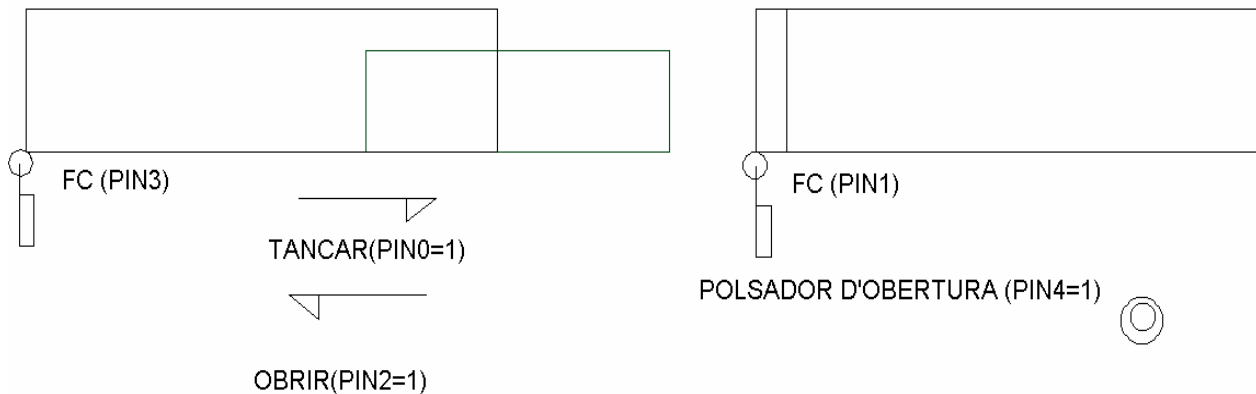 FC (PIN3)
FC (PIN1)
TANCAR(PIN0=1)
POLSADOR D'OBERTURA (PIN4=1)
OBRIR(PIN2=1)